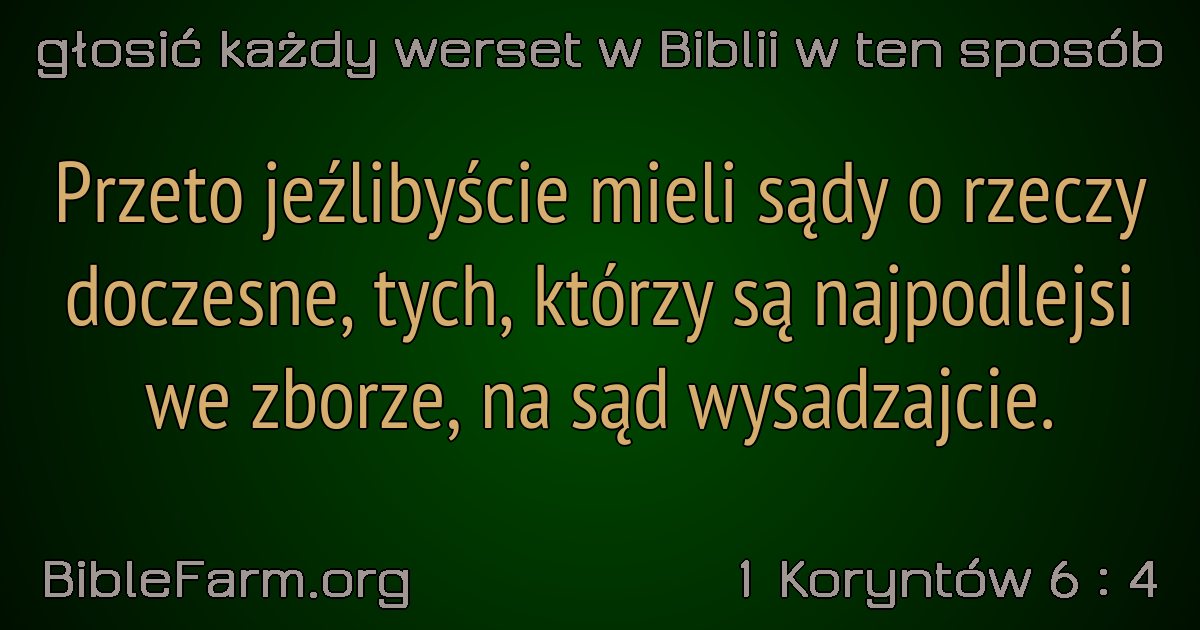 głosić każdy werset w Biblii w ten sposób
Przeto jeźlibyście mieli sądy o rzeczy
doczesne, tych, którzy są najpodlejsi
we zborze, na sąd wysadzajcie.
BibleFarm.org
1 Koryntów 6 : 4